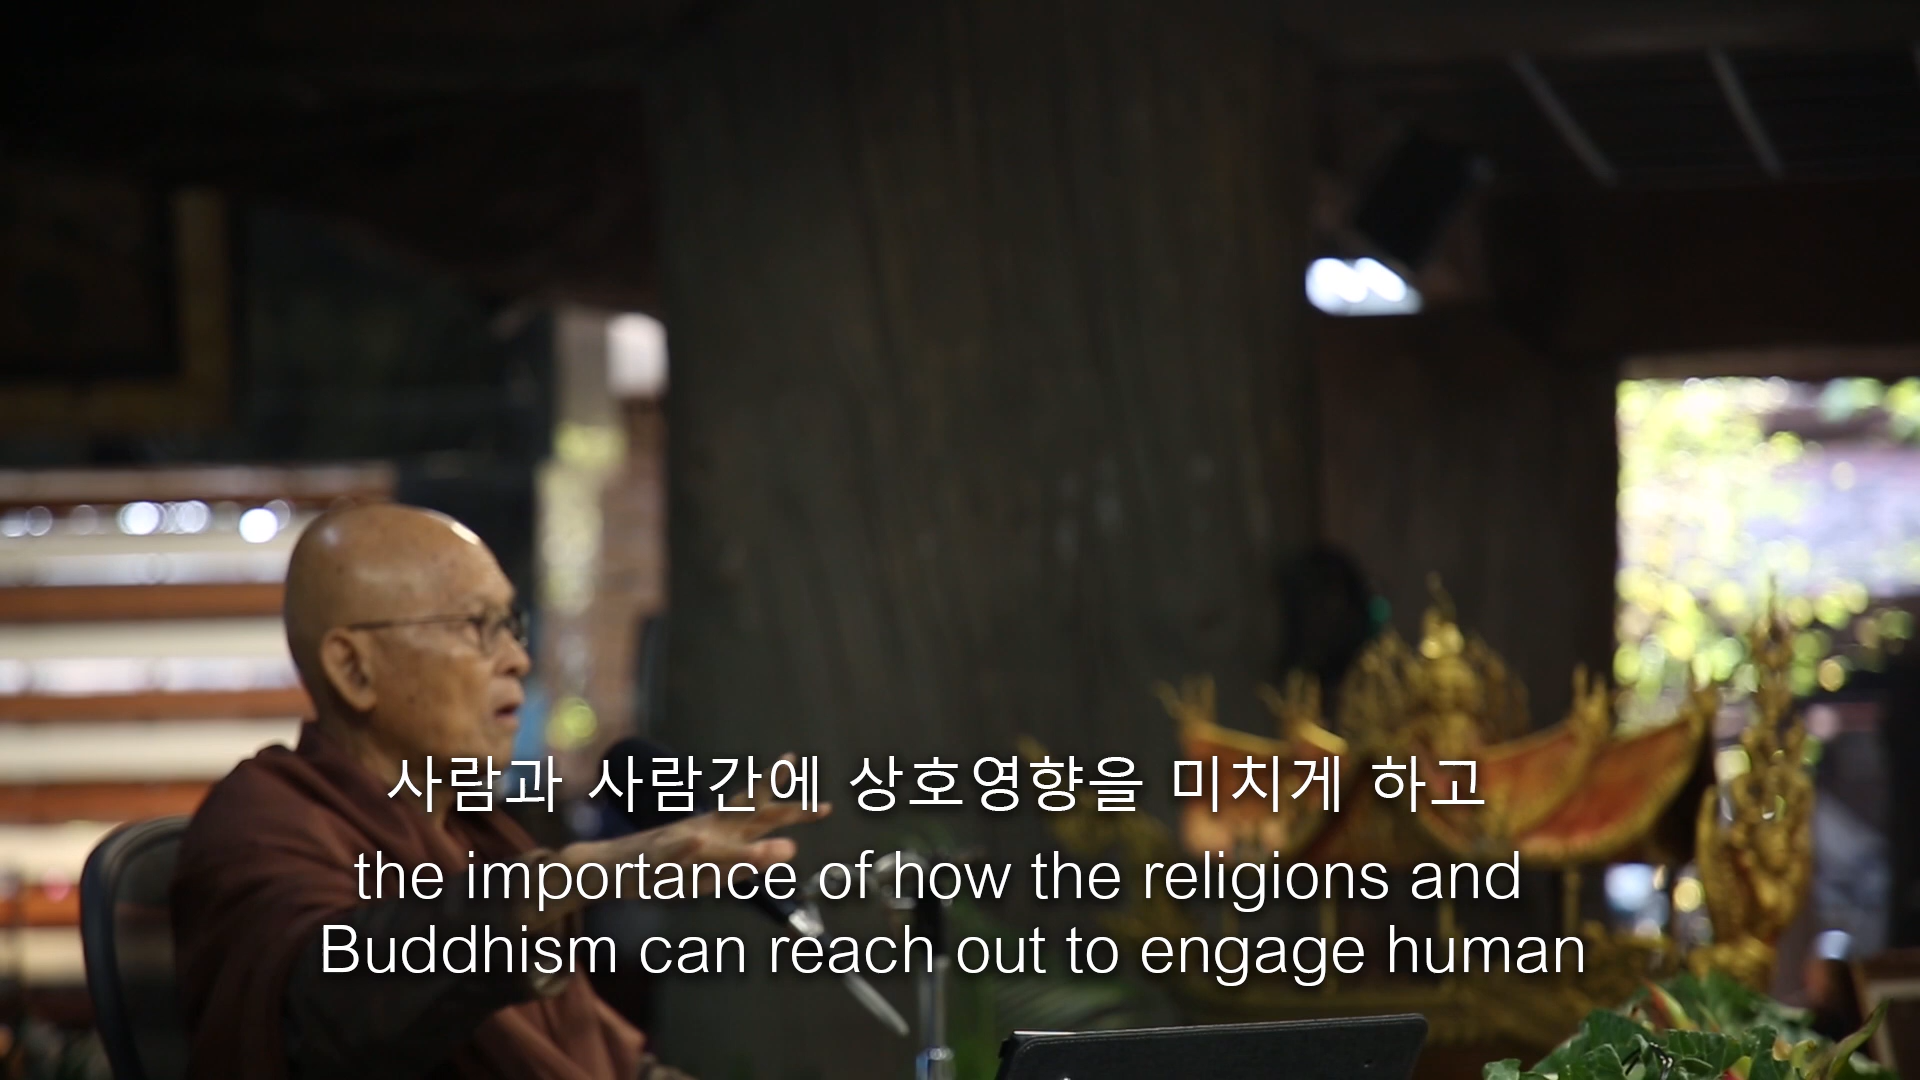 사람과 사람간에 상호영향을 미치게 하고
the importance of how the religions and
Buddhism can reach out to engage human